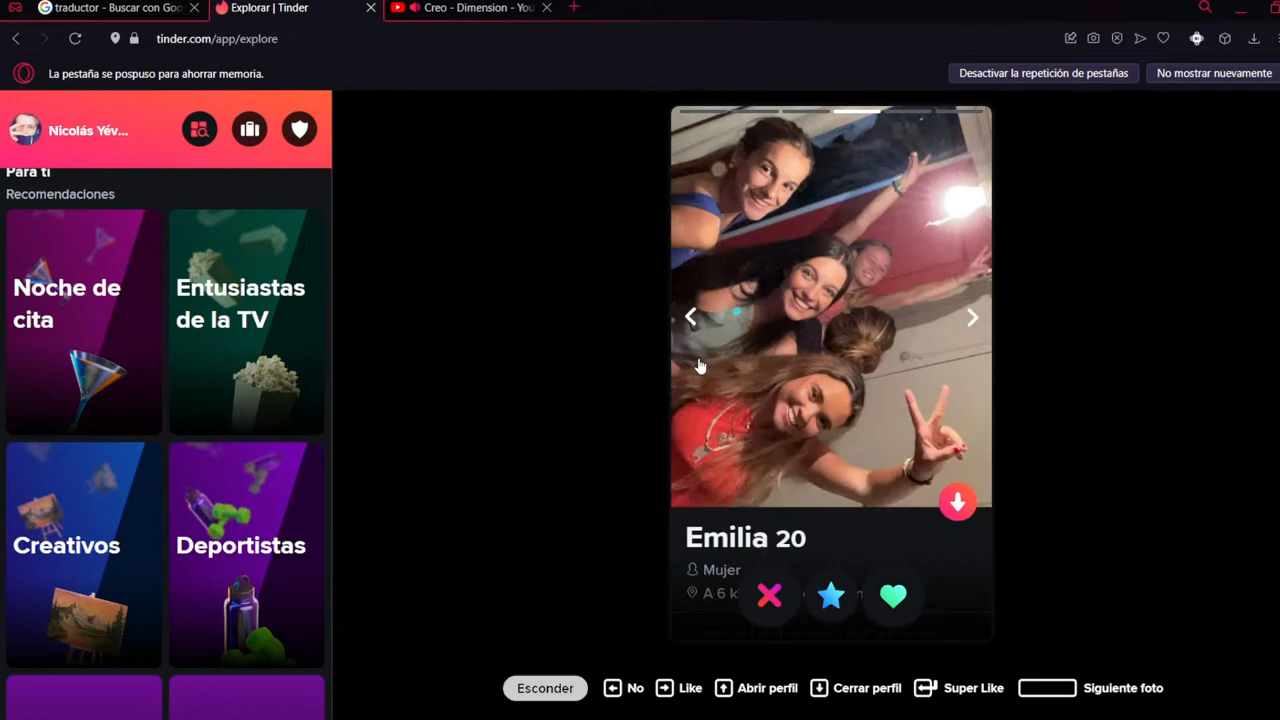 traductor - Buscar con Goo
Explorar | Tinder
Creo - Dimension - You
tinder.com/app/explore
La pestaña se pospuso para ahorrar memoria.
Desactivar la repetición de pestañas
No mostrar nuevamente
Nicolás Yév...
Para ti
Recomendaciones
Noche de
cita
Entusiastas
de la TV
Creativos
Deportistas
Emilia 20
Mujer
A 6 k
Esconder
No
Like
Abrir perfil
Cerrar perfil
Super Like
Siguiente foto